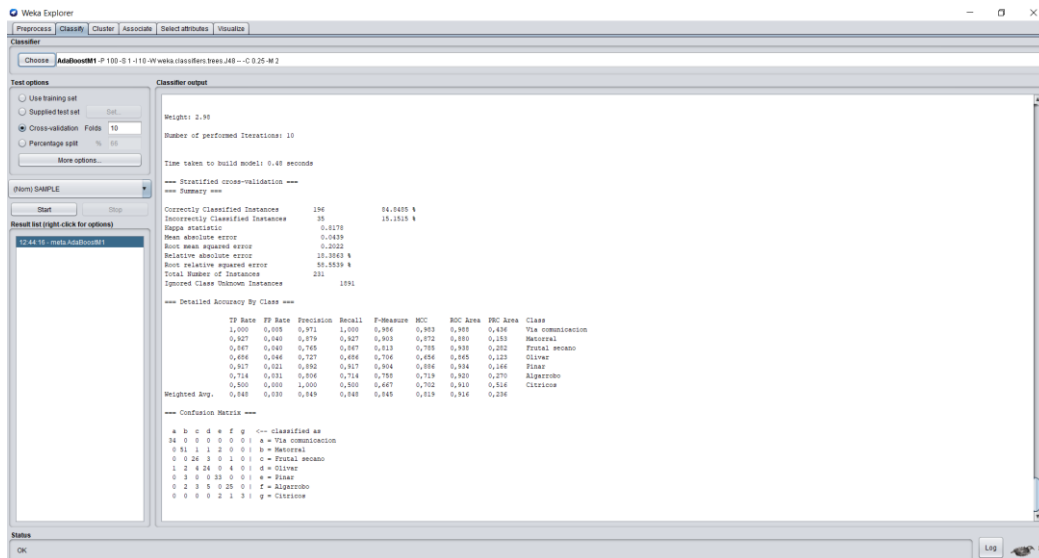 Weka Explorer
Preprocess Classify Cluster Associate Select attributes Visualize
Classifier
Choose AdaBoostM1 -P 100 -S 1 -I 10 -W weka.classifiers.trees.J48 -- -C 0.25 -M 2
Test options
Use training set
Supplied test set Set...
Cross-validation Folds 10
Percentage split % 66
More options...
(Nom) SAMPLE
Start Stop
Result list (right-click for options)
12:44:16 - meta.AdaBoostM1
Classifier output
Weight: 2.98
Number of performed Iterations: 10
Time taken to build model: 0.48 seconds
=== Stratified cross-validation ===
=== Summary ===
Correctly Classified Instances 196 84.8485 %
Incorrectly Classified Instances 35 15.1515 %
Kappa statistic 0.8178
Mean absolute error 0.0439
Root mean squared error 0.2022
Relative absolute error 18.3863 %
Root relative squared error 58.5539 %
Total Number of Instances 231
Ignored Class Unknown Instances 1891
=== Detailed Accuracy By Class ===
TP Rate FP Rate Precision Recall F-Measure MCC ROC Area PRC Area Class
1,000 0,005 0,971 1,000 0,986 0,983 0,988 0,436 Via comunicacion
0,927 0,040 0,879 0,927 0,903 0,872 0,880 0,153 Matorral
0,867 0,040 0,765 0,867 0,813 0,785 0,938 0,282 Frutal secano
0,686 0,046 0,727 0,686 0,706 0,656 0,865 0,123 Olivar
0,917 0,021 0,892 0,917 0,904 0,886 0,934 0,166 Pinar
0,714 0,031 0,806 0,714 0,758 0,719 0,920 0,270 Algarrobo
0,500 0,000 1,000 0,500 0,667 0,702 0,910 0,516 Citricos
Weighted Avg. 0,848 0,030 0,849 0,848 0,845 0,819 0,916 0,236
=== Confusion Matrix ===
a b c d e f g <-- classified as
34 0 0 0 0 0 0 | a = Via comunicacion
0 51 1 1 2 0 0 | b = Matorral
0 0 26 3 0 1 0 | c = Frutal secano
1 2 4 24 0 4 0 | d = Olivar
0 3 0 0 33 0 0 | e = Pinar
0 2 3 5 0 25 0 | f = Algarrobo
0 0 0 0 2 1 3 | g = Citricos
Status
OK
Log